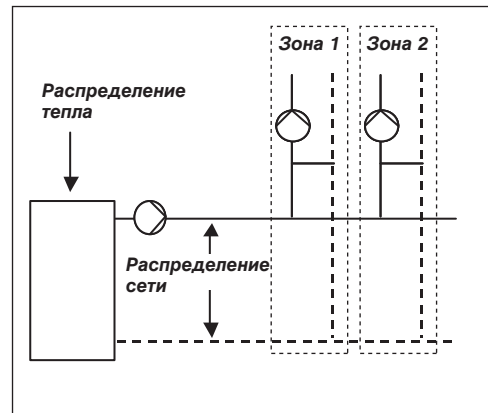 Зона 1
Зона 2
Распределение
тепла
Распределение
сети